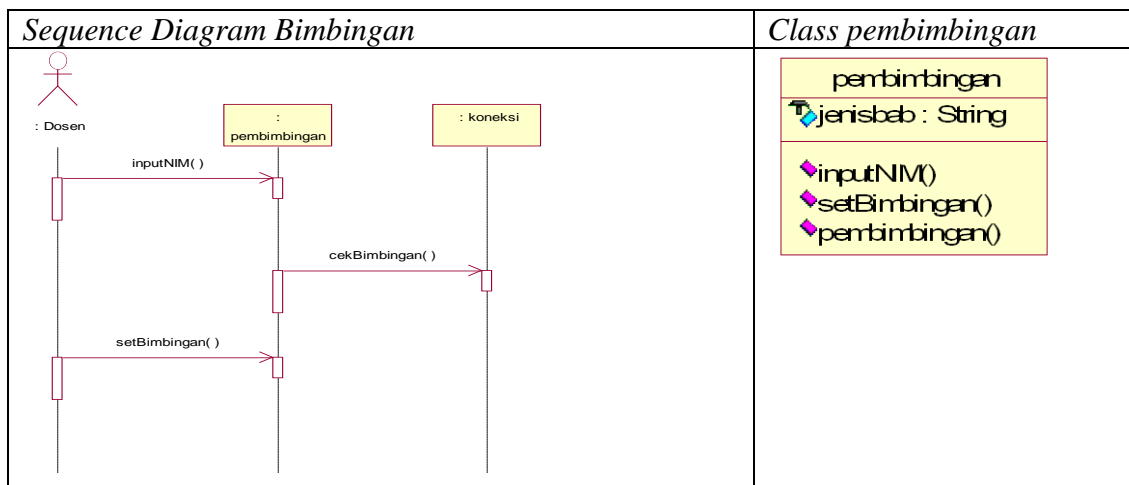 Sequence Diagram Bimbingan
Class pembimbingan
: Dosen
:
pembimbingan
: koneksi
inputNIM( )
cekBimbingan( )
setBimbingan( )
pembimbingan
jenisbab : String
inputNIM()
setBimbingan()
pembimbingan()